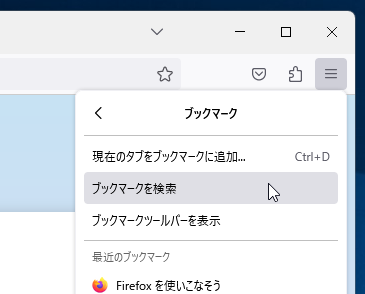 ブックマーク
現在のタブをブックマークに追加... Ctrl+D
ブックマークを検索
ブックマークツールバーを表示
最近のブックマーク
Firefox を使いこなそう